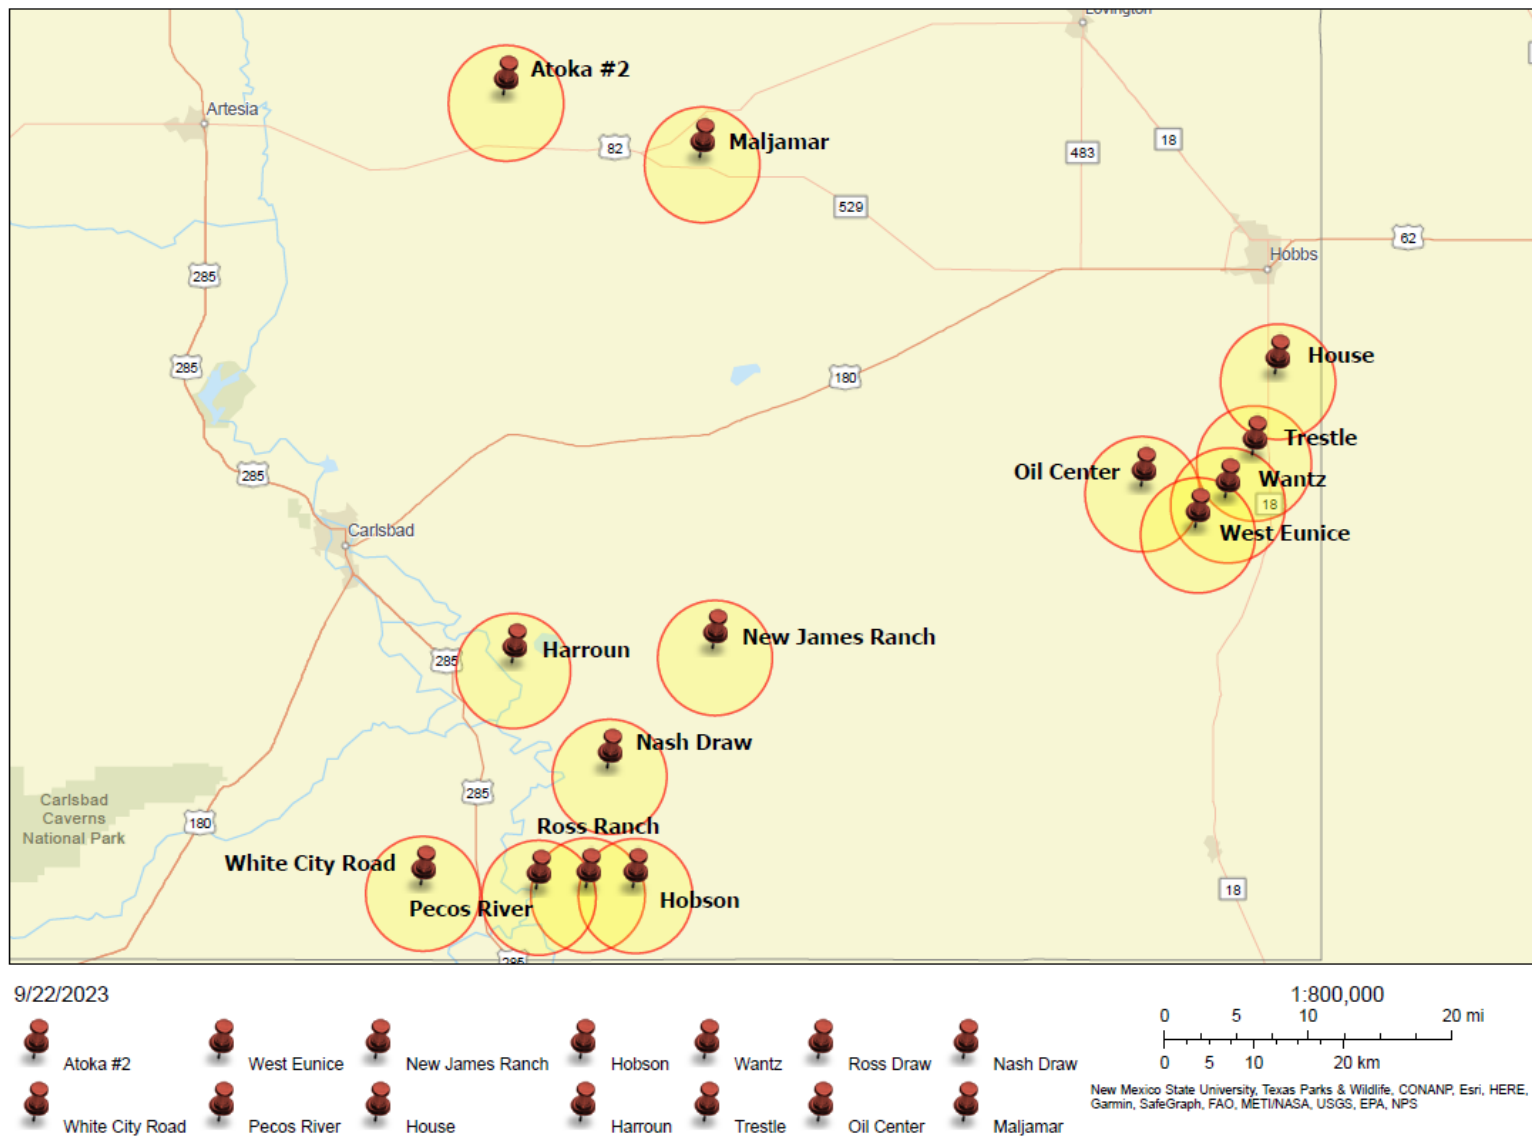 Lovington
Atoka #2
Artesia
Maljamar
82
18
483
529
62
Hobbs
285
House
285
180
Trestle
Oil Center
285
Wantz
18
Carlsbad
West Eunice
New James Ranch
Harroun
285
Nash Draw
285
Carlsbad
Caverns
National Park
180
Ross Ranch
White City Road
18
Hobson
Pecos River
285
9/22/2023
1:800,000
0 5 10 20 mi
0 5 10 20 km
Atoka #2 West Eunice New James Ranch Hobson Wantz Ross Draw Nash Draw
White City Road Pecos River House Harroun Trestle Oil Center Maljamar
New Mexico State University, Texas Parks & Wildlife, CONANP, Esri, HERE,
Garmin, SafeGraph, FAO, METI/NASA, USGS, EPA, NPS